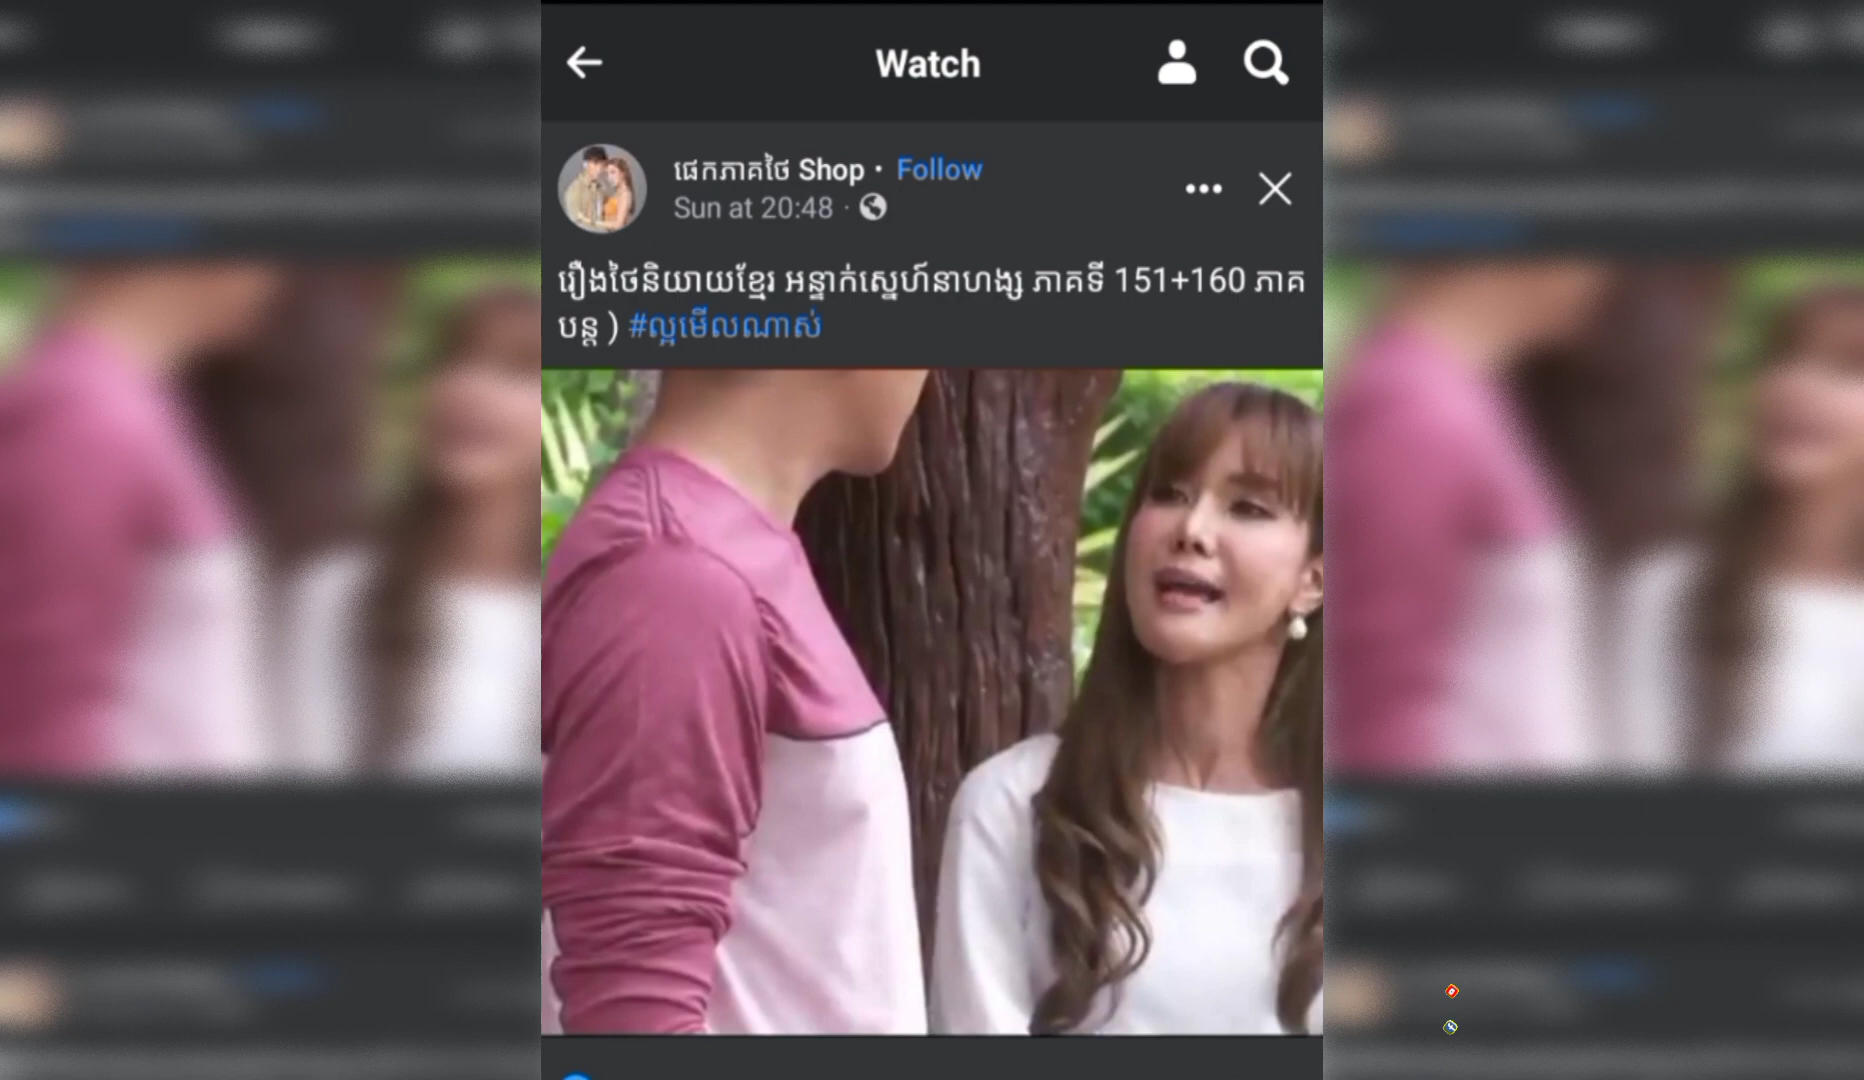 Watch
ផេកភាគថៃ Shop · Follow
Sun at 20:48 ·
រឿងថៃនិយាយខ្មែរ អន្ទាក់ស្នេហ៍នាហង្ស ភាគទី 151+160 ភាគ
បន្ត ) #ល្អមើលណាស់